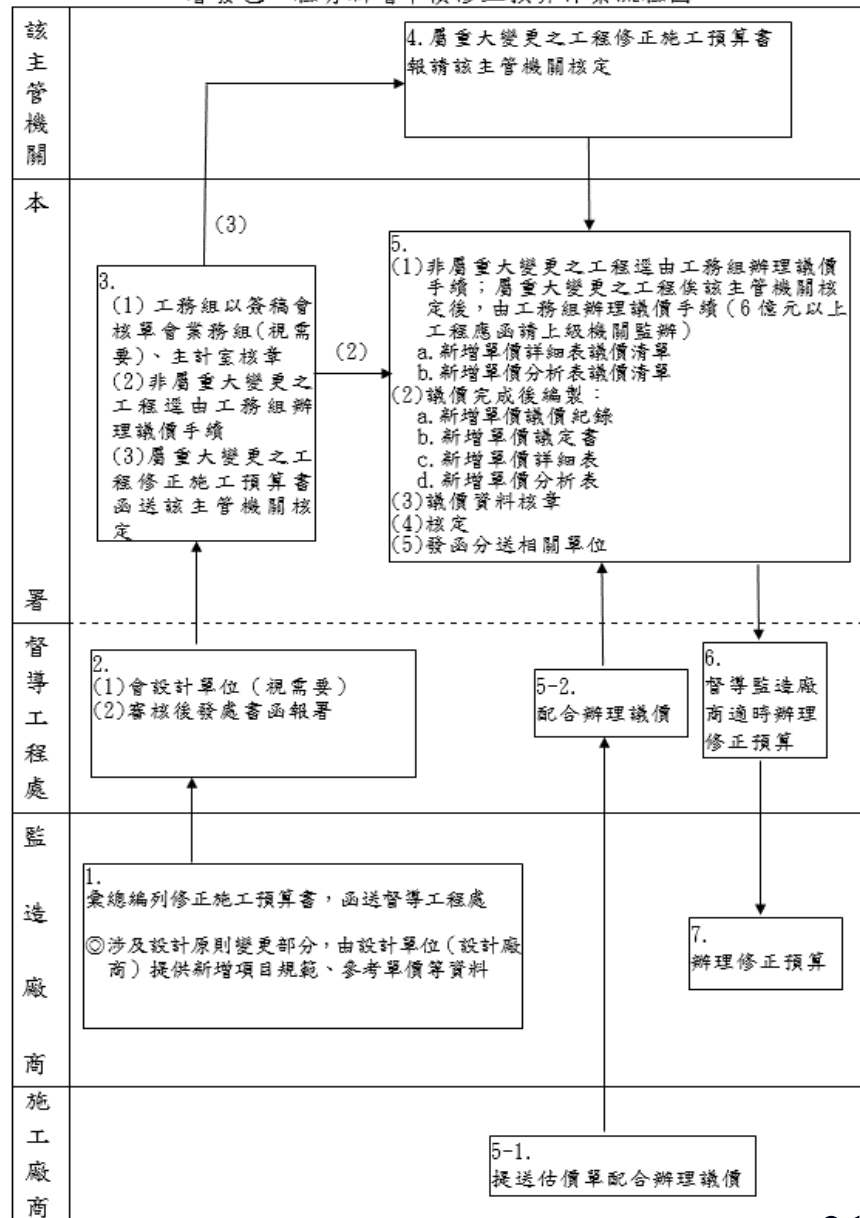 該主管機關
4.屬重大變更之工程修正施工預算書
報請該主管機關核定
本
署
(3)
(2)
3.
(1) 工務組以簽稿會
核單會業務組(視需
要)、主計室核章
(2)非屬重大變更之
工程逕由工務組辦
理議價手續
(3)屬重大變更之工
程修正施工預算書
函送該主管機關核
定
5.
(1)非屬重大變更之工程逕由工務組辦理議價
手續；屬重大變更之工程俟該主管機關核
定後，由工務組辦理議價手續(6億元以上
工程應函請上級機關監辦)
a.新增單價詳細表議價清單
b.新增單價分析表議價清單
(2)議價完成後編製：
a.新增單價議價紀錄
b.新增單價議定書
c.新增單價詳細表
d.新增單價分析表
(3)議價資料核章
(4)核定
(5)發函分送相關單位
督導工程處
2.
(1)會設計單位（視需要）
(2)審核後發處書函報署
5-2.
配合辦理議價
6.
督導監造廠
商適時辦理
修正預算
監造廠商
1.
彙總編列修正施工預算書，函送督導工程處
◎涉及設計原則變更部分，由設計單位(設計廠
商)提供新增項目規範、參考單價等資料
7.
辦理修正預算
施工廠商
5-1.
提送估價單配合辦理議價